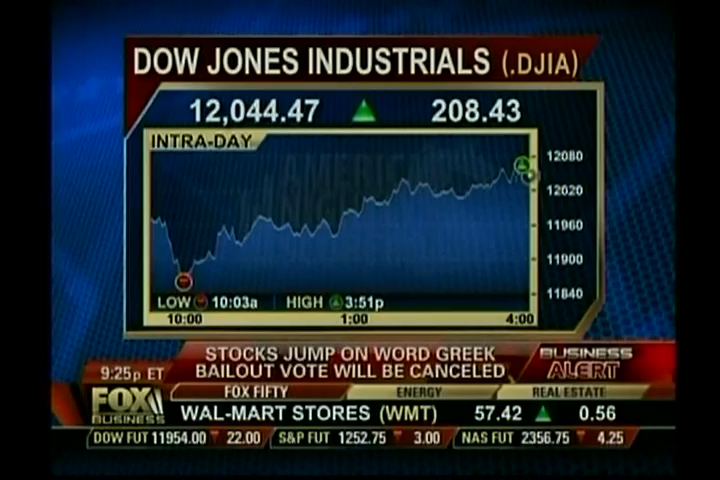 DOW JONES INDUSTRIALS (.DJIA)
12,044.47 208.43
INTRA-DAY
12080
12020
11960
11900
11840
LOW 10:03a HIGH 3:51p
10:00 1:00 4:00
STOCKS JUMP ON WORD GREEK
BAILOUT VOTE WILL BE CANCELED
BUSINESS
ALERT
9:25p ET
FOX FIFTY ENERGY REAL ESTATE
FOX
BUSINESS
WAL-MART STORES (WMT) 57.42 0.56
DOW FUT 11954.00 22.00 S&P FUT 1252.75 3.00 NAS FUT 2356.75 4.25